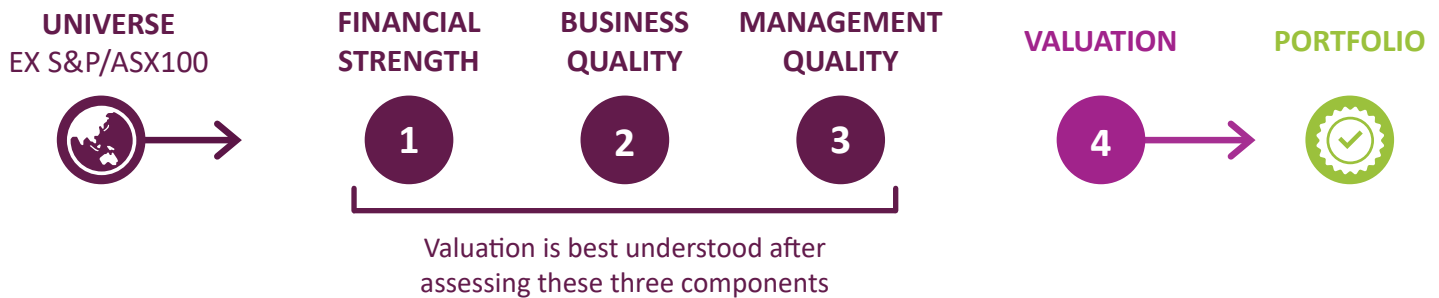 UNIVERSE
EX S&P/ASX100
FINANCIAL
STRENGTH
BUSINESS
QUALITY
MANAGEMENT
QUALITY
VALUATION
PORTFOLIO
1
2
3
4
Valuation is best understood after
assessing these three components